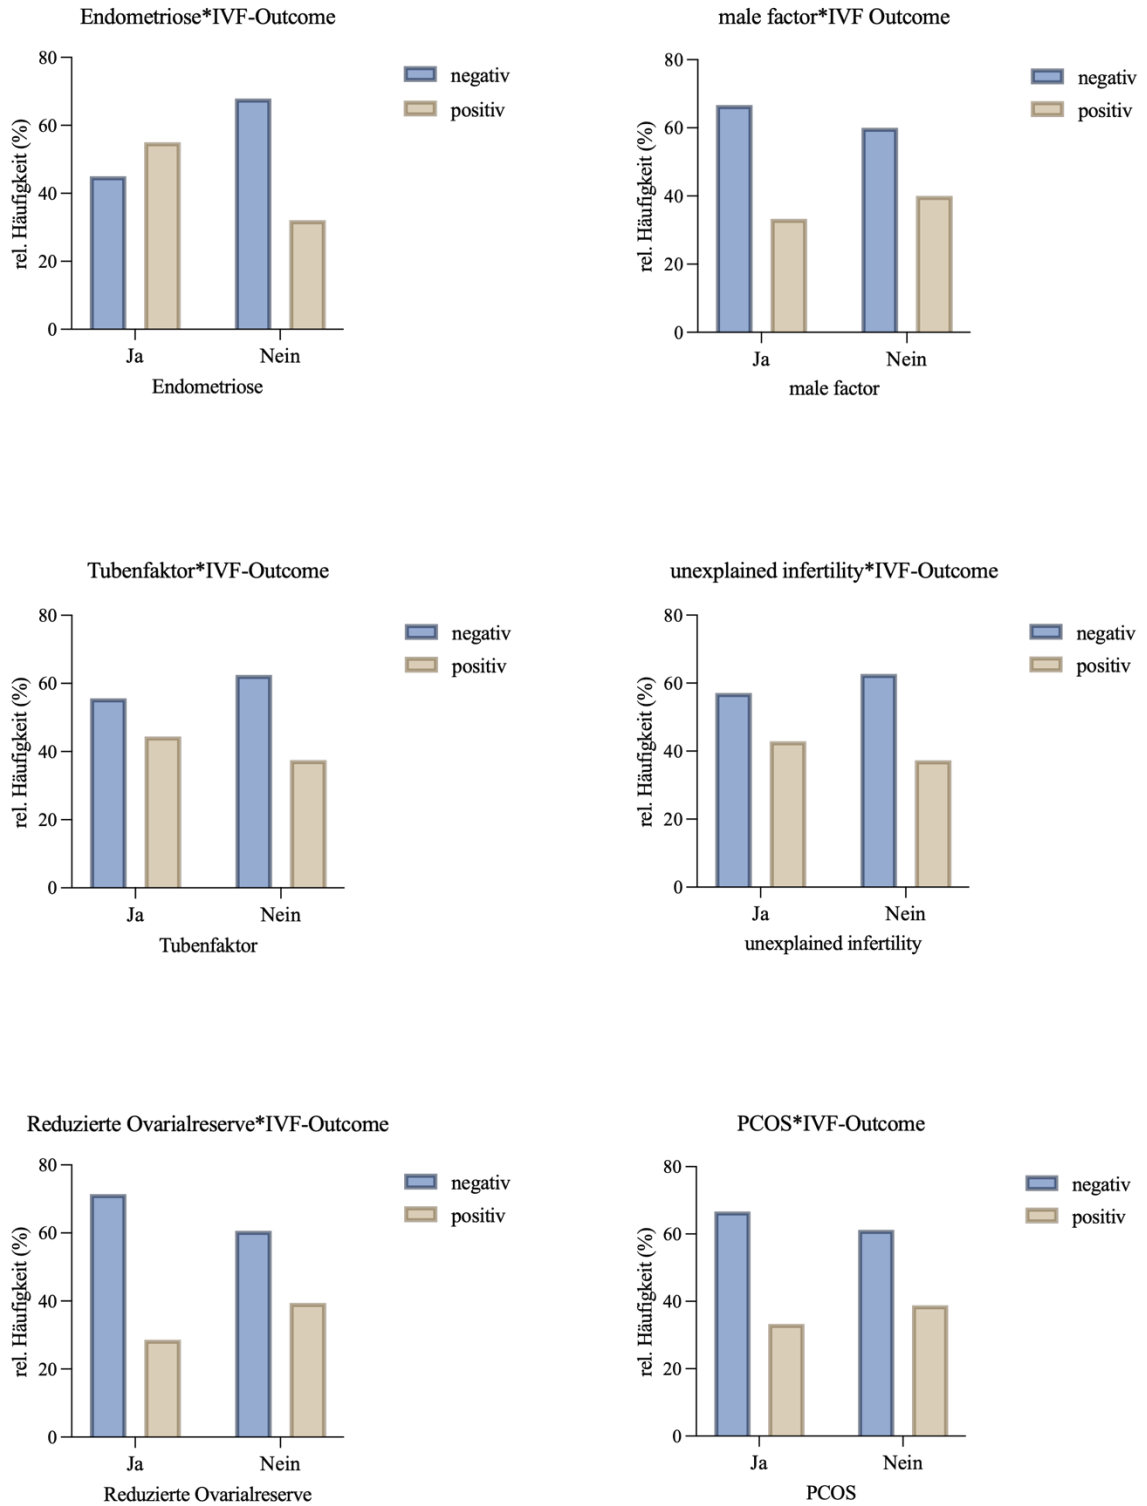 Endometriose*IVF-Outcome
negativ
positiv
rel. Häufigkeit (%)
80
60
40
20
0
Ja Nein
Endometriose
male factor*IVF Outcome
negativ
positiv
rel. Häufigkeit (%)
80
60
40
20
0
Ja Nein
male factor
Tubenfaktor*IVF-Outcome
negativ
positiv
rel. Häufigkeit (%)
80
60
40
20
0
Ja Nein
Tubenfaktor
unexplained infertility*IVF-Outcome
negativ
positiv
rel. Häufigkeit (%)
80
60
40
20
0
Ja Nein
unexplained infertility
Reduzierte Ovarialreserve*IVF-Outcome
negativ
positiv
rel. Häufigkeit (%)
80
60
40
20
0
Ja Nein
Reduzierte Ovarialreserve
PCOS*IVF-Outcome
negativ
positiv
rel. Häufigkeit (%)
80
60
40
20
0
Ja Nein
PCOS